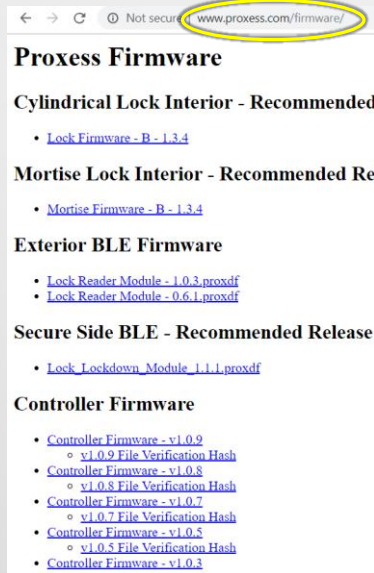 Not secure
www.proxess.com/firmware/
Proxess Firmware
Cylindrical Lock Interior - Recommended
Lock Firmware - B - 1.3.4
Mortise Lock Interior - Recommended Re
Mortise Firmware - B - 1.3.4
Exterior BLE Firmware
Lock Reader Module - 1.0.3.proxdf
Lock Reader Module - 0.6.1.proxdf
Secure Side BLE - Recommended Release
Lock_Lockdown_Module_1.1.1.proxdf
Controller Firmware
Controller Firmware - v1.0.9
v1.0.9 File Verification Hash
Controller Firmware - v1.0.8
v1.0.8 File Verification Hash
Controller Firmware - v1.0.7
v1.0.7 File Verification Hash
Controller Firmware - v1.0.5
v1.0.5 File Verification Hash
Controller Firmware - v1.0.3